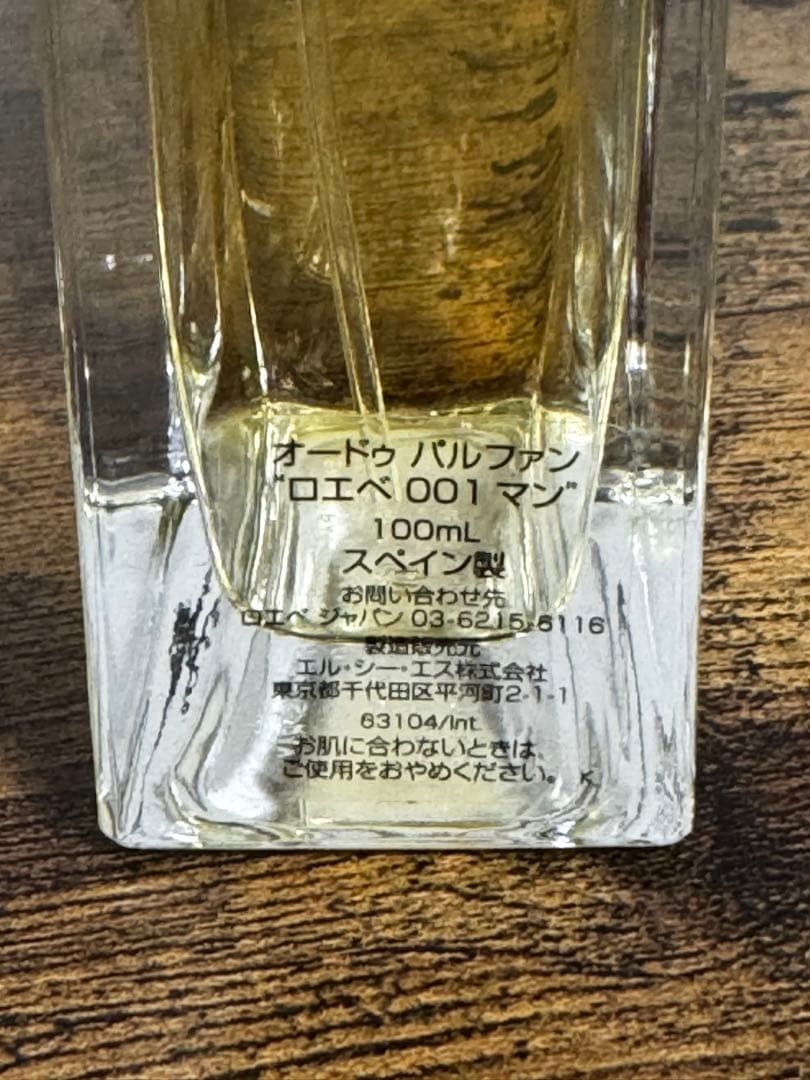 オードゥ パルファン
"ロエベ 001 マン"
100mL
スペイン製
お問い合わせ先
ロエベ ジャパン 03-6215-6116
製造発売元
エル・シー・エス株式会社
東京都千代田区平河町2-1-1
63104/Int.
お肌に合わないときは、
ご使用をおやめください。 K